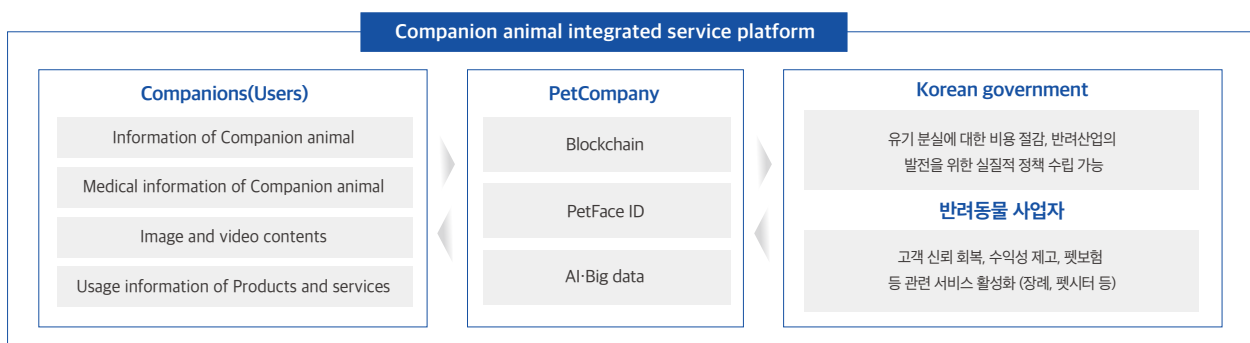 Companion animal integrated service platform
Companions(Users)
Information of Companion animal
Medical information of Companion animal
Image and video contents
Usage information of Products and services
PetCompany
Blockchain
PetFace ID
AI·Big data
Korean government
유기 분실에 대한 비용 절감, 반려산업의
발전을 위한 실질적 정책 수립 가능
반려동물 사업자
고객 신뢰 회복, 수익성 제고, 펫보험
등 관련 서비스 활성화 (장례, 펫시터 등)